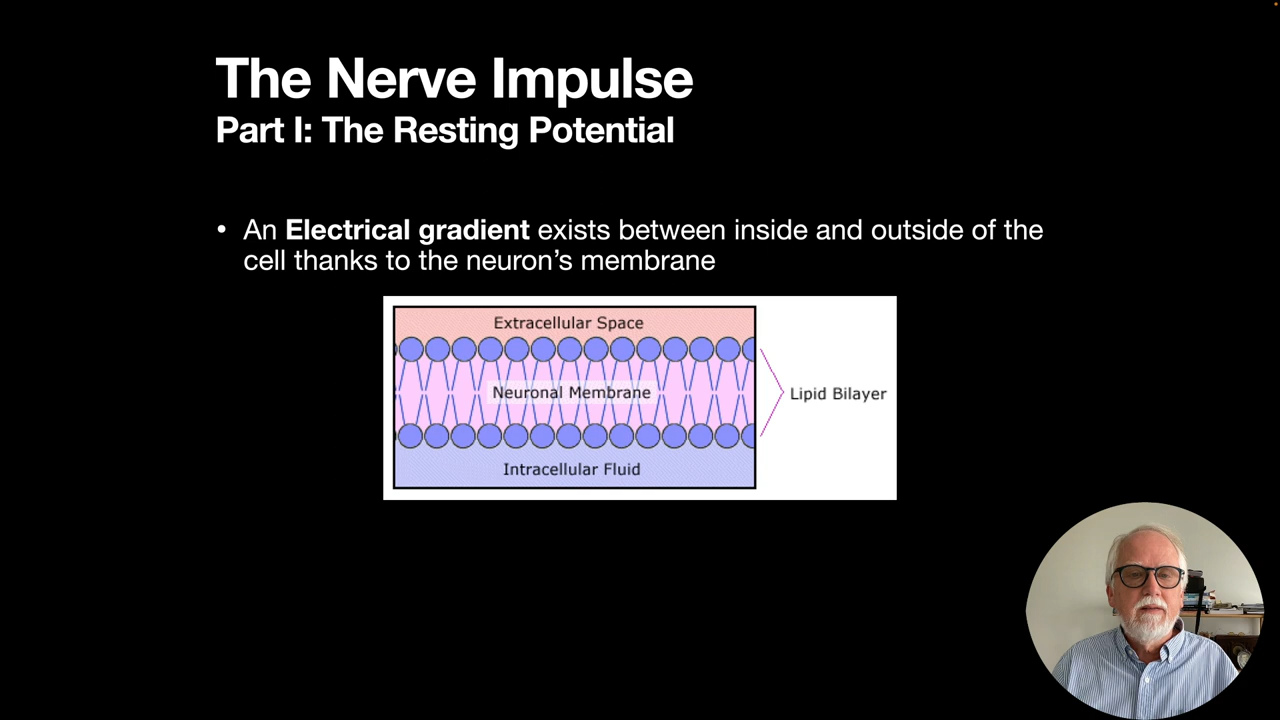 The Nerve Impulse
Part I: The Resting Potential
• An Electrical gradient exists between inside and outside of the
cell thanks to the neuron’s membrane
Extracellular Space
Neuronal Membrane
Lipid Bilayer
Intracellular Fluid